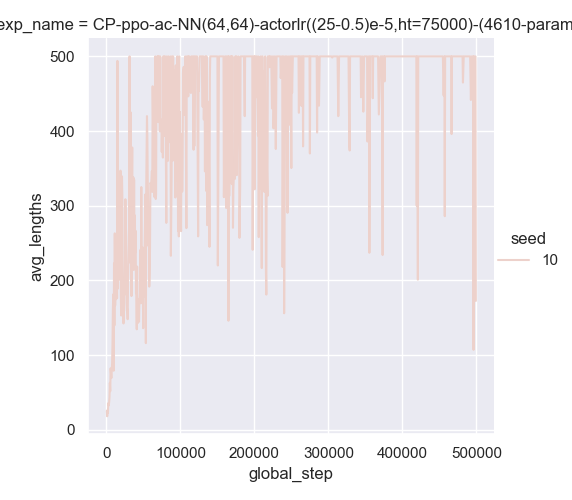 exp_name = CP-ppo-ac-NN(64,64)-actorlr((25-0.5)e-5,ht=75000)-(4610-param
500
400
300
200
100
0
avg_lengths
0 100000 200000 300000 400000 500000
global_step
seed
10